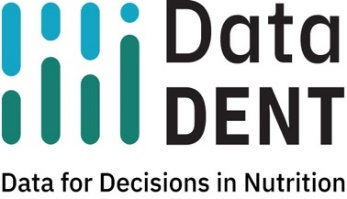 Data
DENT
Data for Decisions in Nutrition